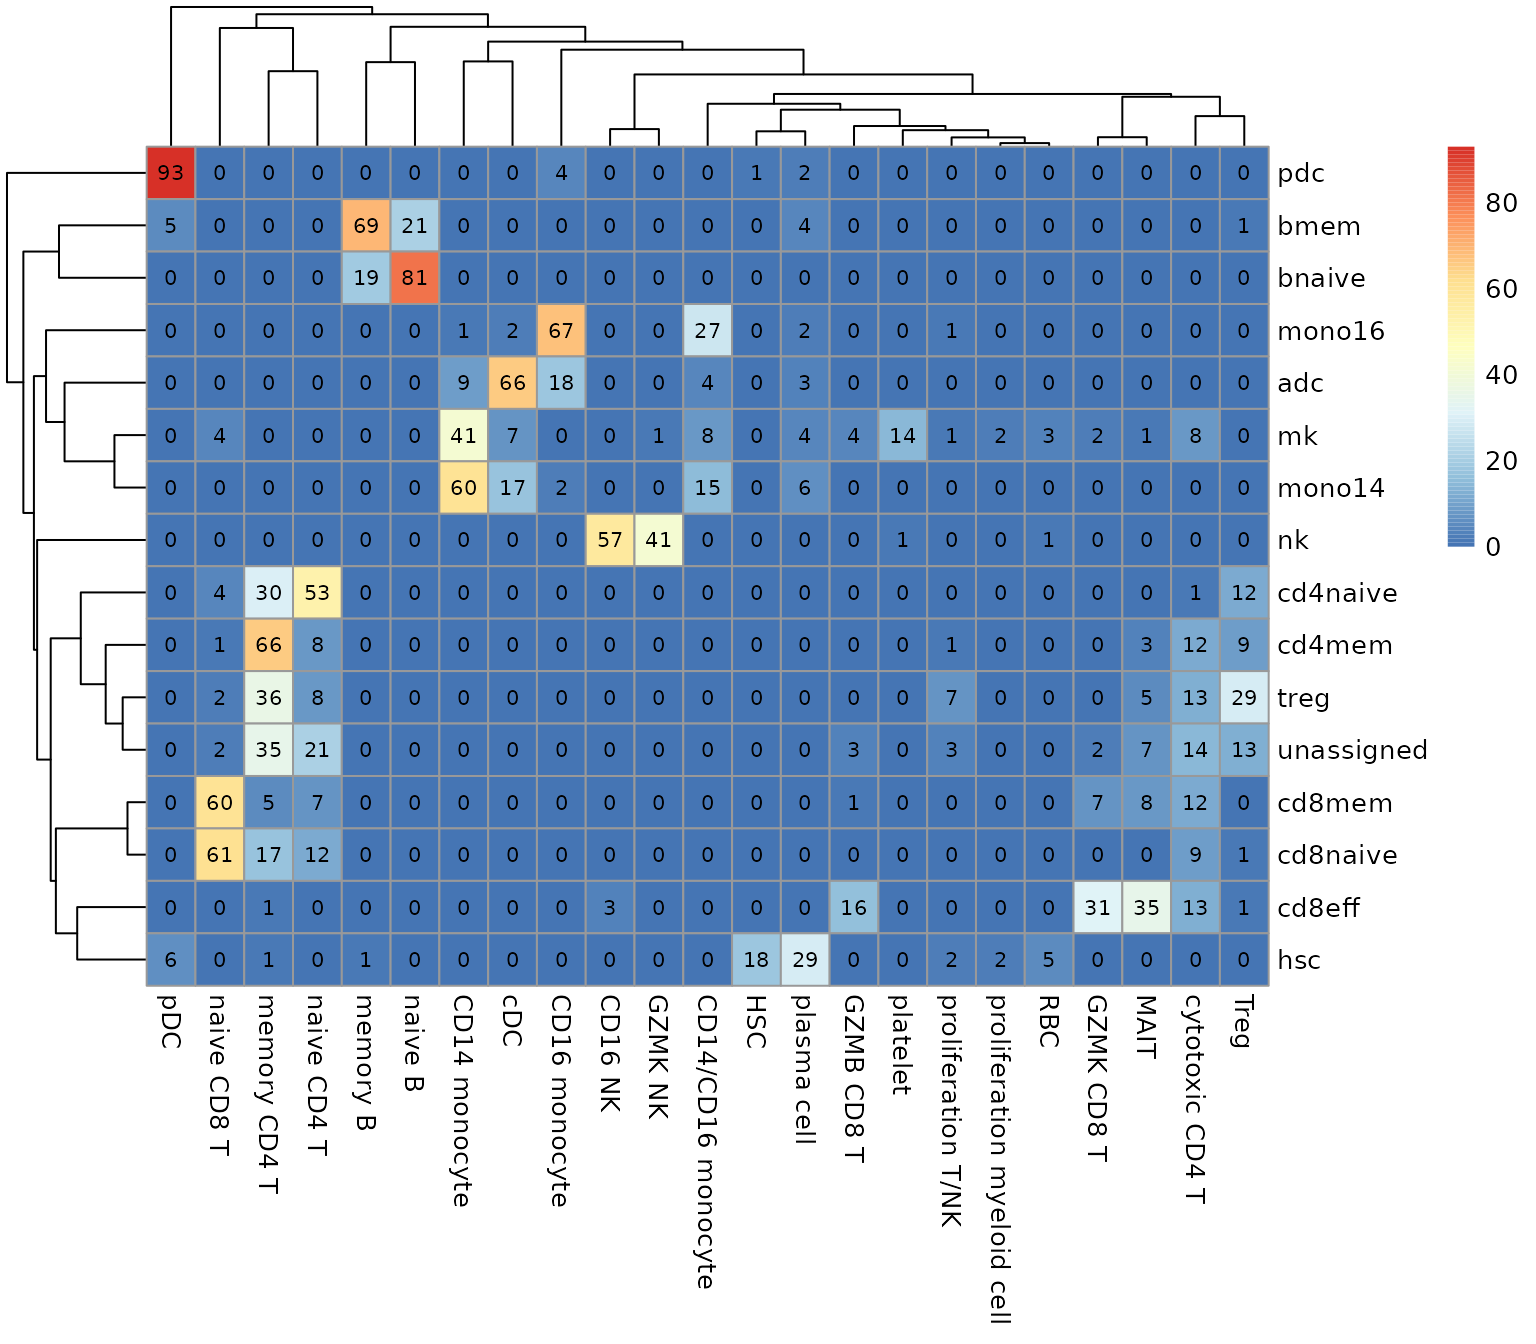 93 0 0 0 0 0 0 0 4 0 0 0 1 2 0 0 0 0 0 0 0 0 0 pdc
5 0 0 0 69 21 0 0 0 0 0 0 0 4 0 0 0 0 0 0 0 0 1 bmem
0 0 0 0 19 81 0 0 0 0 0 0 0 0 0 0 0 0 0 0 0 0 0 bnaive
0 0 0 0 0 0 1 2 67 0 0 27 0 2 0 0 1 0 0 0 0 0 0 mono16
0 0 0 0 0 0 9 66 18 0 0 4 0 3 0 0 0 0 0 0 0 0 0 adc
0 4 0 0 0 0 41 7 0 0 1 8 0 4 4 14 1 2 3 2 1 8 0 mk
0 0 0 0 0 0 60 17 2 0 0 15 0 6 0 0 0 0 0 0 0 0 0 mono14
0 0 0 0 0 0 0 0 0 57 41 0 0 0 0 1 0 0 1 0 0 0 0 nk
0 4 30 53 0 0 0 0 0 0 0 0 0 0 0 0 0 0 0 0 0 1 12 cd4naive
0 1 66 8 0 0 0 0 0 0 0 0 0 0 0 0 1 0 0 0 3 12 9 cd4mem
0 2 36 8 0 0 0 0 0 0 0 0 0 0 0 0 7 0 0 0 5 13 29 treg
0 2 35 21 0 0 0 0 0 0 0 0 0 0 3 0 3 0 0 2 7 14 13 unassigned
0 60 5 7 0 0 0 0 0 0 0 0 0 0 1 0 0 0 0 7 8 12 0 cd8mem
0 61 17 12 0 0 0 0 0 0 0 0 0 0 0 0 0 0 0 0 0 9 1 cd8naive
0 0 1 0 0 0 0 0 0 3 0 0 0 0 16 0 0 0 0 31 35 13 1 cd8eff
6 0 1 0 1 0 0 0 0 0 0 0 18 29 0 0 2 2 5 0 0 0 0 hsc
pDC
naive CD8 T
memory CD4 T
naive CD4 T
memory B
naive B
CD14 monocyte
cDC
CD16 monocyte
CD16 NK
GZMK NK
CD14/CD16 monocyte
HSC
plasma cell
GZMB CD8 T
platelet
proliferation T/NK
proliferation myeloid cell
RBC
GZMK CD8 T
MAIT
cytotoxic CD4 T
Treg
80
60
40
20
0